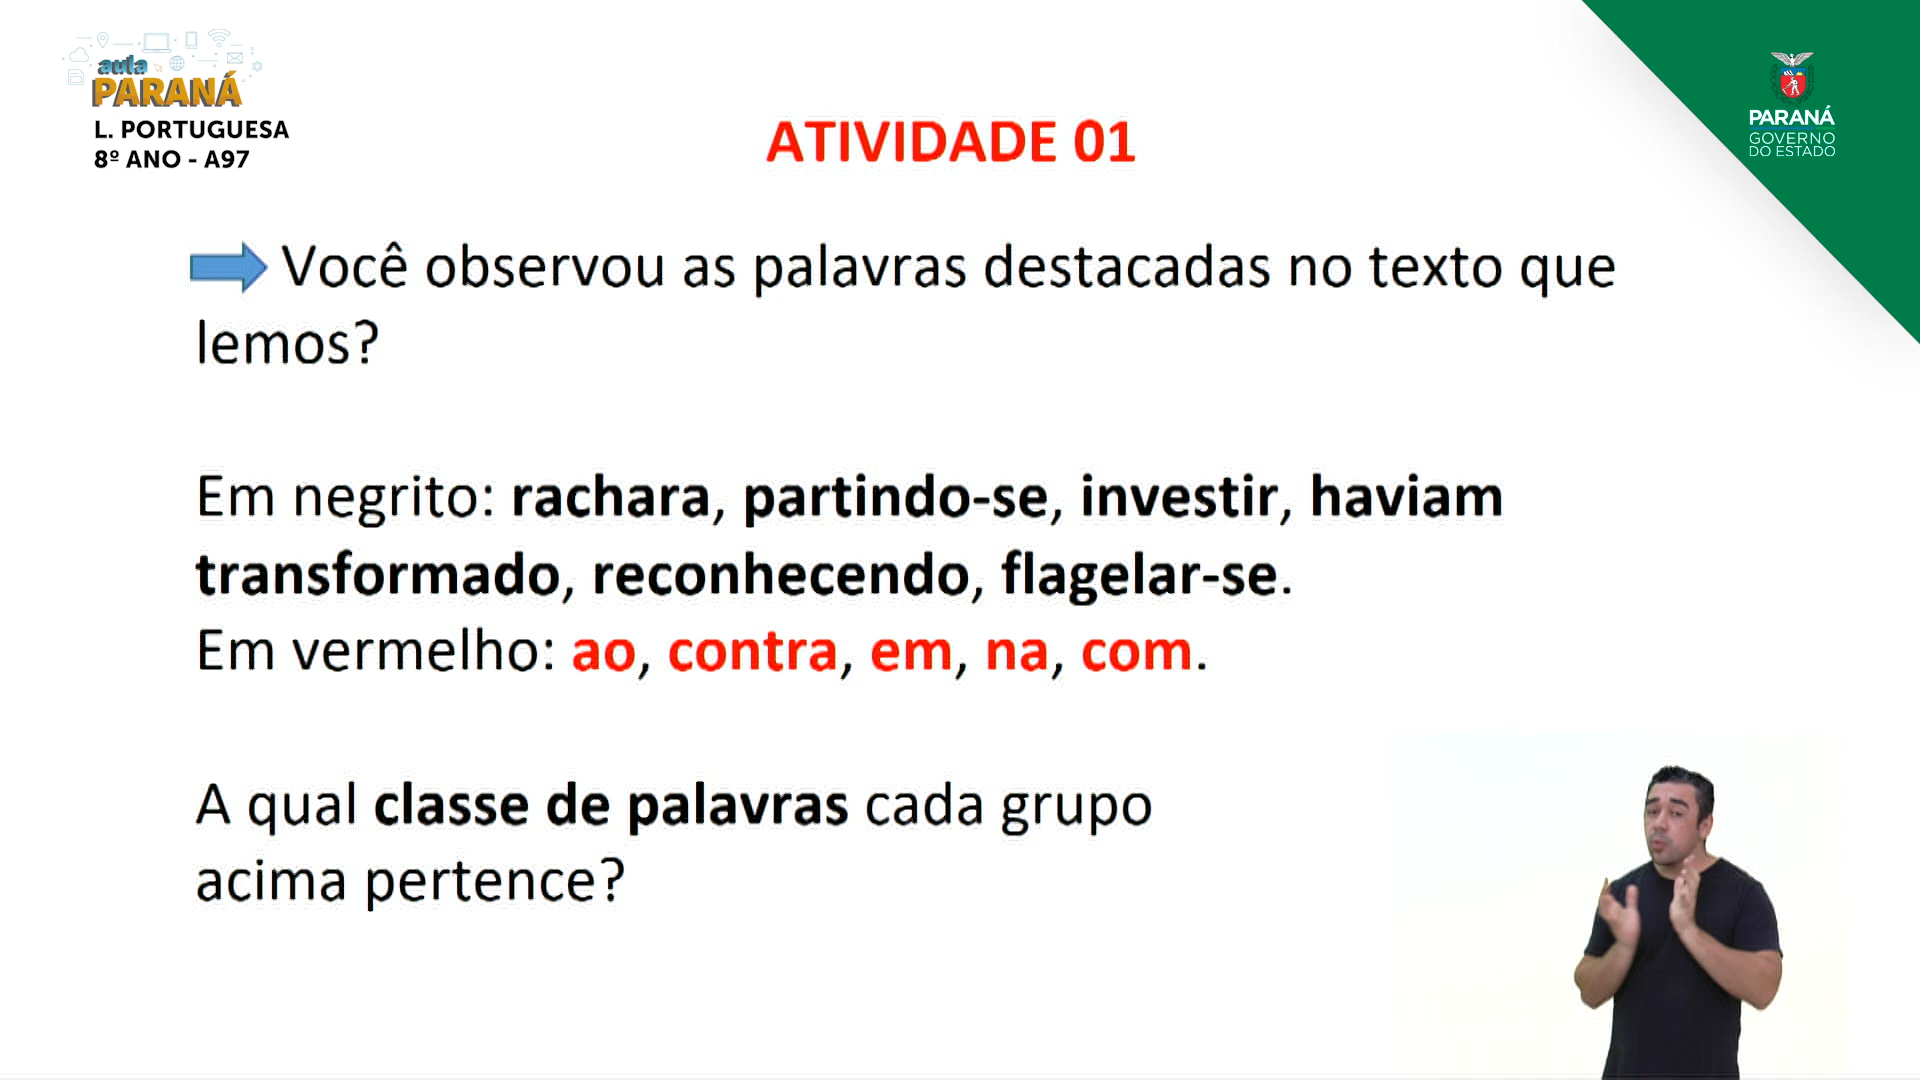 aula
PARANÁ
L. PORTUGUESA
8º ANO - A97
PARANÁ
GOVERNO
DO ESTADO
ATIVIDADE 01
Você observou as palavras destacadas no texto que
lemos?
Em negrito: rachara, partindo-se, investir, haviam
transformado, reconhecendo, flagelar-se.
Em vermelho: ao, contra, em, na, com.
A qual classe de palavras cada grupo
acima pertence?